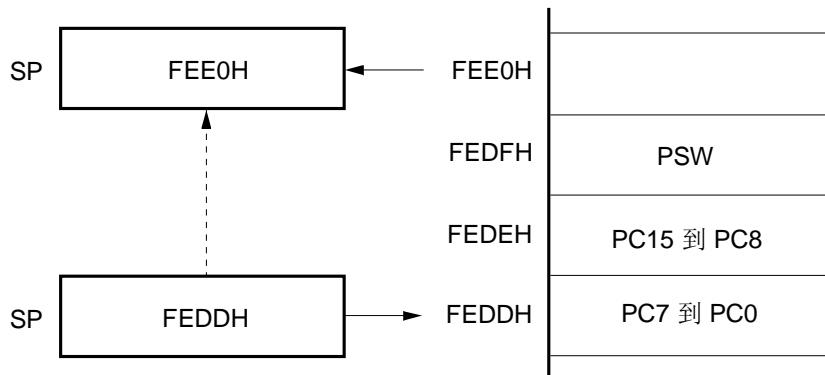 SP FEE0H FEE0H
FEDFH PSW
FEDEH PC15 到 PC8
SP FEDDH FEDDH PC7 到 PC0